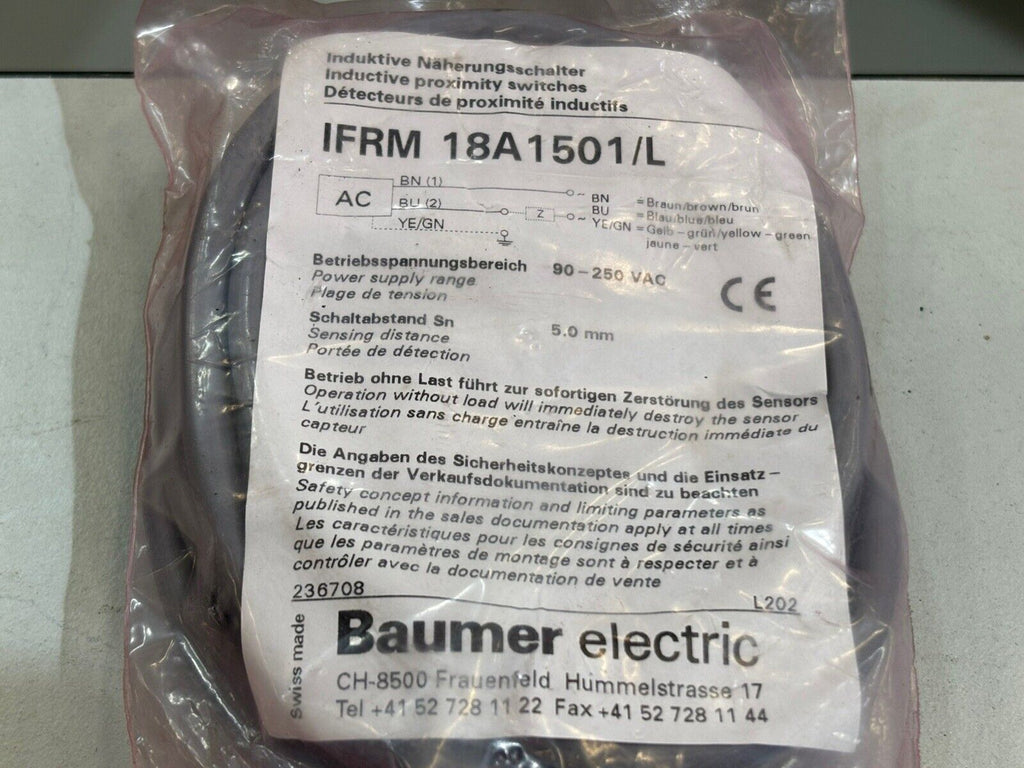 Induktive Näherungsschalter
Inductive proximity switches
Détecteurs de proximité inductifs
IFRM 18A1501/L
AC
BN (1)
BU (2)
YE/GN
Z
~
~
BN = Braun/brown/brun
BU = Blau/blue/bleu
YE/GN = Gelb-grün/yellow-green
jaune-vert
Betriebsspannungsbereich 90-250 VAC
Power supply range
Plage de tension
CE
Schaltabstand Sn 5.0 mm
Sensing distance
Portée de détection
Betrieb ohne Last führt zur sofortigen Zerstörung des Sensors
Operation without load will immediately destroy the sensor
L'utilisation sans charge entraîne la destruction immédiate du
capteur
Die Angaben des Sicherheitskonzeptes und die Einsatz-
grenzen der Verkaufsdokumentation sind zu beachten
Safety concept information and limiting parameters as
published in the sales documentation apply at all times
Les caractéristiques pour les consignes de sécurité ainsi
que les paramètres de montage sont à respecter et à
contrôler avec la documentation de vente
236708 L202
swiss made
Baumer electric
CH-8500 Frauenfeld Hummelstrasse 17
Tel +41 52 728 11 22 Fax +41 52 728 11 44